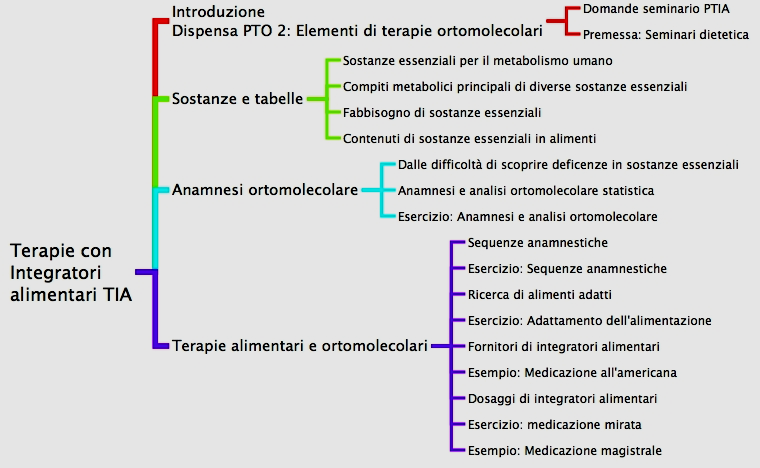 Introduzione
Dispensa PTO 2: Elementi di terapie ortomolecolari
Domande seminario PTIA
Premessa: Seminari dietetica
Sostanze e tabelle
Sostanze essenziali per il metabolismo umano
Compiti metabolici principali di diverse sostanze essenziali
Fabbisogno di sostanze essenziali
Contenuti di sostanze essenziali in alimenti
Anamnesi ortomolecolare
Dalle difficoltà di scoprire deficenze in sostanze essenziali
Anamnesi e analisi ortomolecolare statistica
Esercizio: Anamnesi e analisi ortomolecolare
Terapie con
Integratori
alimentari TIA
Terapie alimentari e ortomolecolari
Sequenze anamnestiche
Esercizio: Sequenze anamnestiche
Ricerca di alimenti adatti
Esercizio: Adattamento dell'alimentazione
Fornitori di integratori alimentari
Esempio: Medicazione all'americana
Dosaggi di integratori alimentari
Esercizio: medicazione mirata
Esempio: Medicazione magistrale